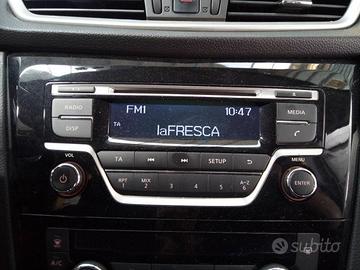 RADIO
DISP
FM1 10:47
TA
laFRESCA
MEDIA
VOL
TA
SETUP
MENU
RPT 1
MIX 2
3
4
5
6
A-Z
ENTER
A/C
subito